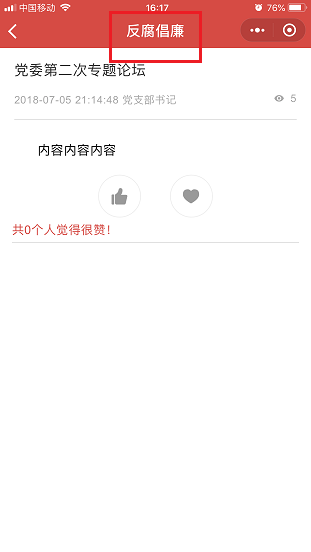 中国移动 16:17 76%
反腐倡廉
党委第二次专题论坛
2018-07-05 21:14:48 党支部书记 5
内容内容内容
共0个人觉得很赞!